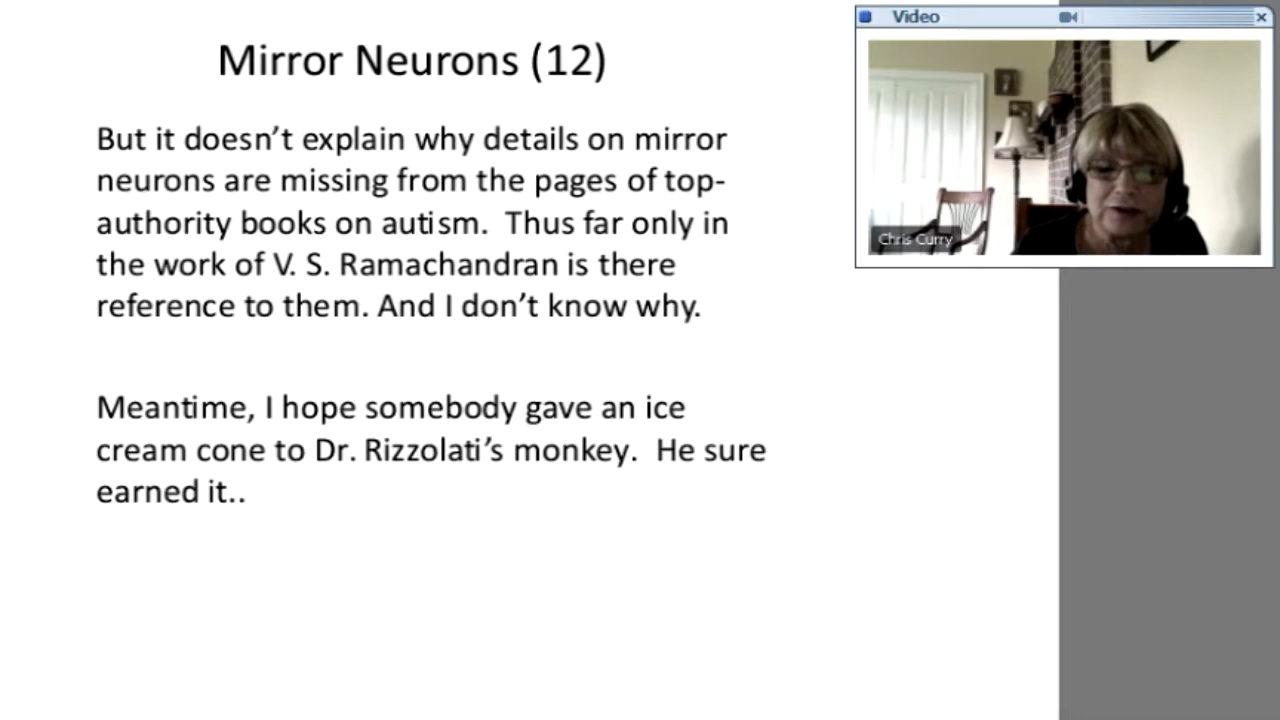 Mirror Neurons (12)
But it doesn’t explain why details on mirror
neurons are missing from the pages of top-
authority books on autism.  Thus far only in
the work of V. S. Ramachandran is there
reference to them. And I don’t know why.
Meantime, I hope somebody gave an ice
cream cone to Dr. Rizzolati’s monkey.  He sure
earned it..
Video
Chris Curry